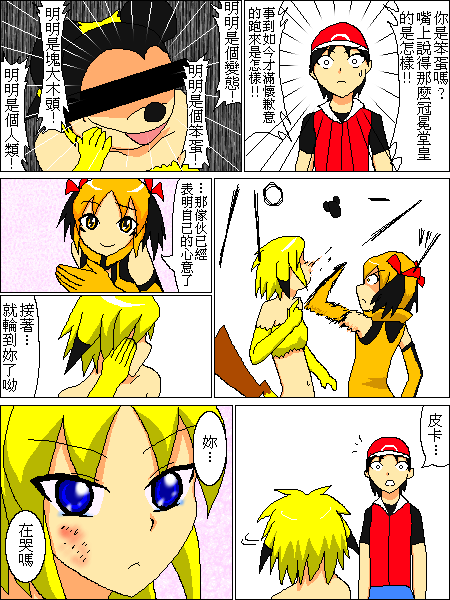 你是笨蛋嗎？
嘴上說得那麼冠冕堂皇
的是怎樣!!
事到如今才滿懷歉意
的跑來是怎樣!!
明明是個變態！
明明是個笨蛋！
明明是塊大木頭！
明明是個人類！
…那傢伙已經
表明自己的心意了
接著…
就輪到妳了呦
皮卡…
妳…
在哭嗎